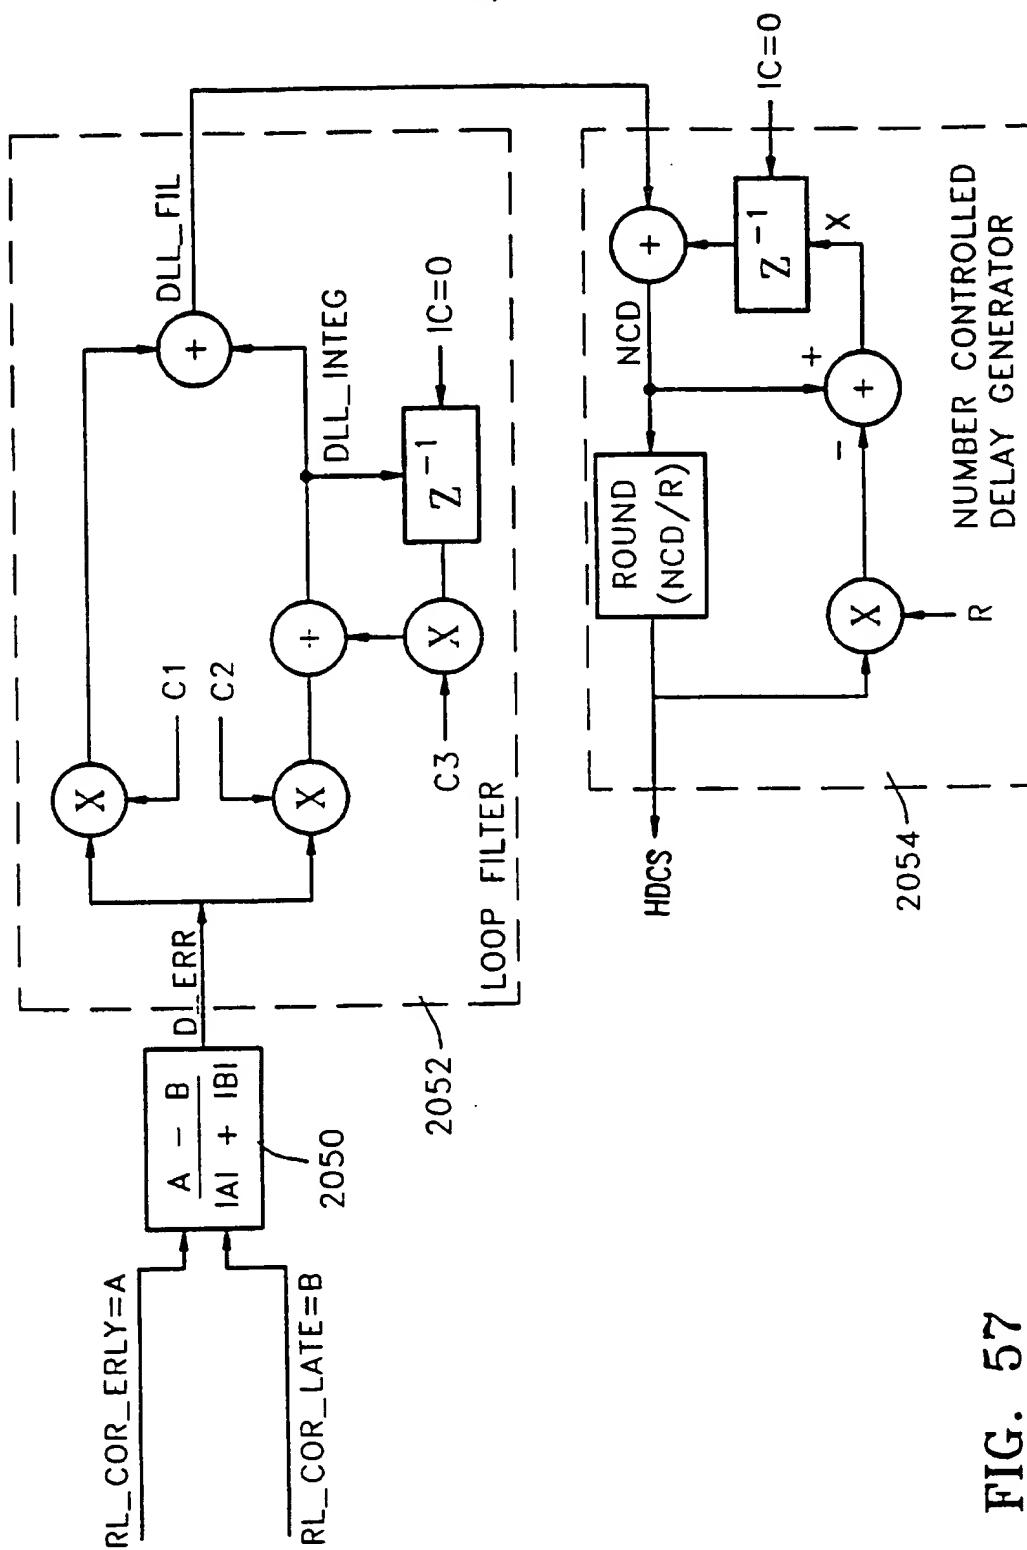 RL_COR_ERLY=A
RL_COR_LATE=B
A - B
|A| + |B|
2050
D_ERR
2052
LOOP FILTER
X
C1
X
C2
+
C3
X
Z-1
IC=0
DLL_INTEG
+
DLL_FIL
+
NCD
ROUND
(NCD/R)
HDCS
Z-1
IC=0
X
+
+
-
X
R
NUMBER CONTROLLED
DELAY GENERATOR
2054
FIG. 57